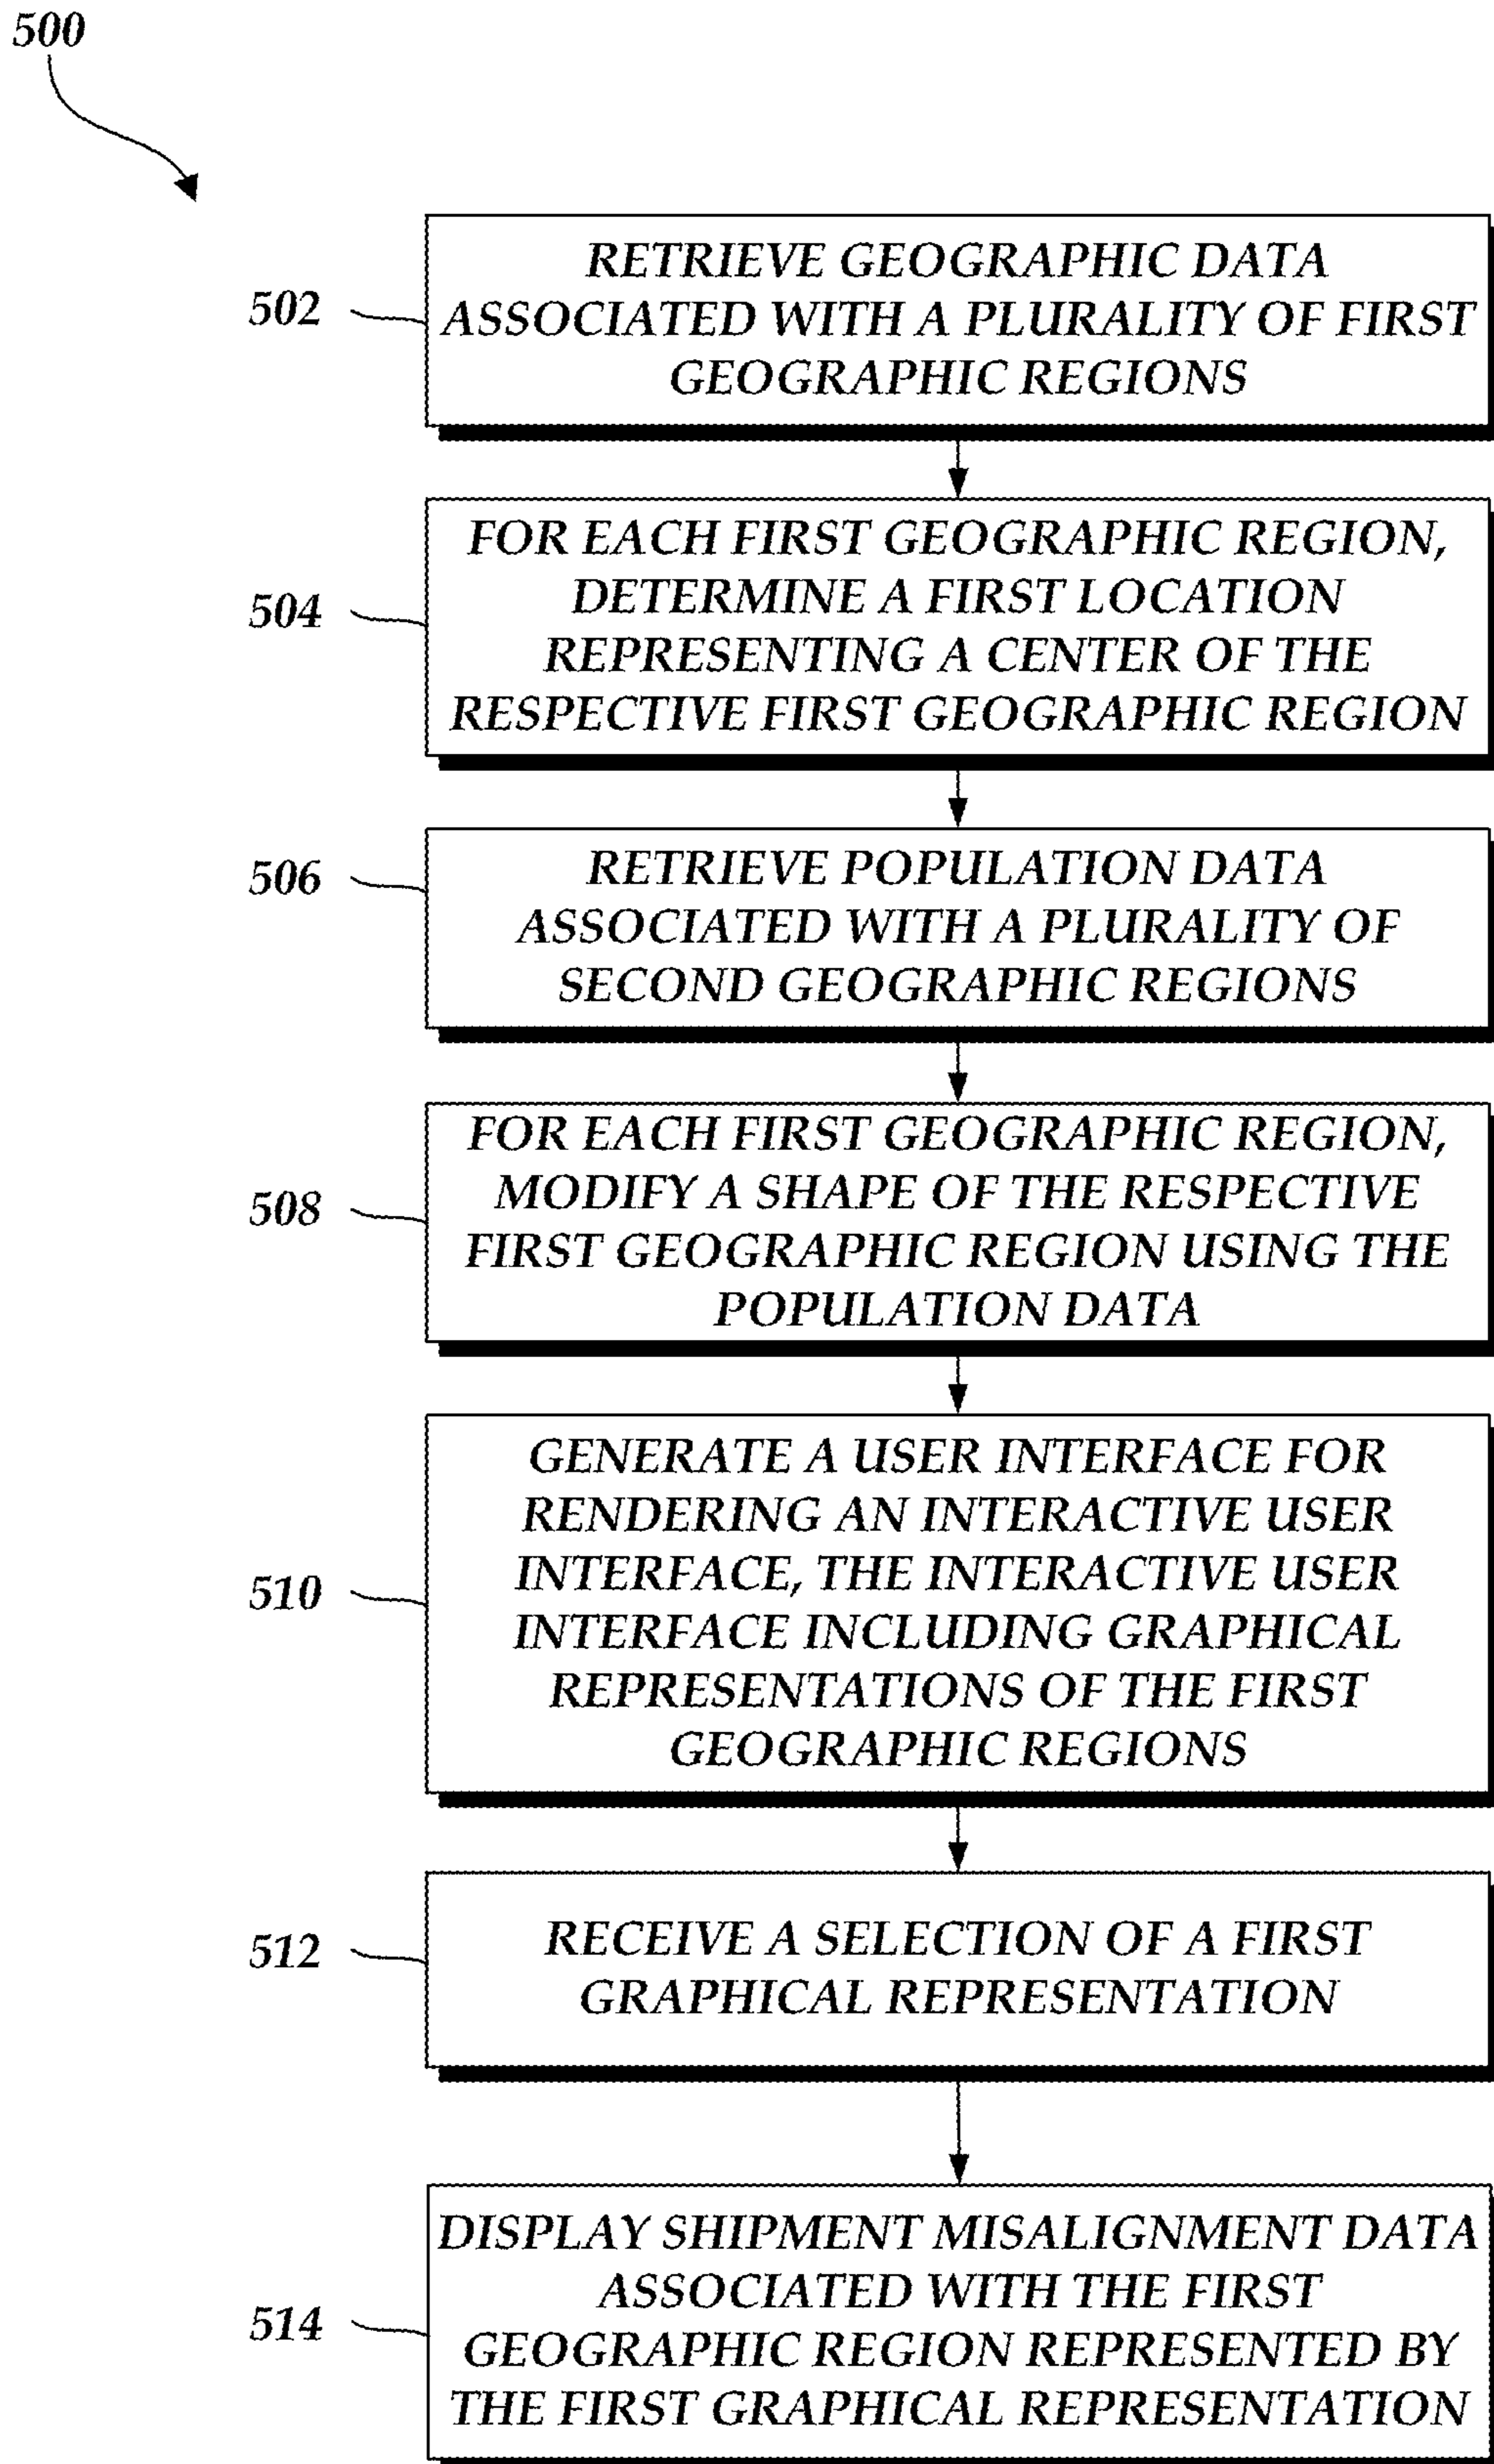 500
502
RETRIEVE GEOGRAPHIC DATA
ASSOCIATED WITH A PLURALITY OF FIRST
GEOGRAPHIC REGIONS
504
FOR EACH FIRST GEOGRAPHIC REGION,
DETERMINE A FIRST LOCATION
REPRESENTING A CENTER OF THE
RESPECTIVE FIRST GEOGRAPHIC REGION
506
RETRIEVE POPULATION DATA
ASSOCIATED WITH A PLURALITY OF
SECOND GEOGRAPHIC REGIONS
508
FOR EACH FIRST GEOGRAPHIC REGION,
MODIFY A SHAPE OF THE RESPECTIVE
FIRST GEOGRAPHIC REGION USING THE
POPULATION DATA
510
GENERATE A USER INTERFACE FOR
RENDERING AN INTERACTIVE USER
INTERFACE, THE INTERACTIVE USER
INTERFACE INCLUDING GRAPHICAL
REPRESENTATIONS OF THE FIRST
GEOGRAPHIC REGIONS
512
RECEIVE A SELECTION OF A FIRST
GRAPHICAL REPRESENTATION
514
DISPLAY SHIPMENT MISALIGNMENT DATA
ASSOCIATED WITH THE FIRST
GEOGRAPHIC REGION REPRESENTED BY
THE FIRST GRAPHICAL REPRESENTATION